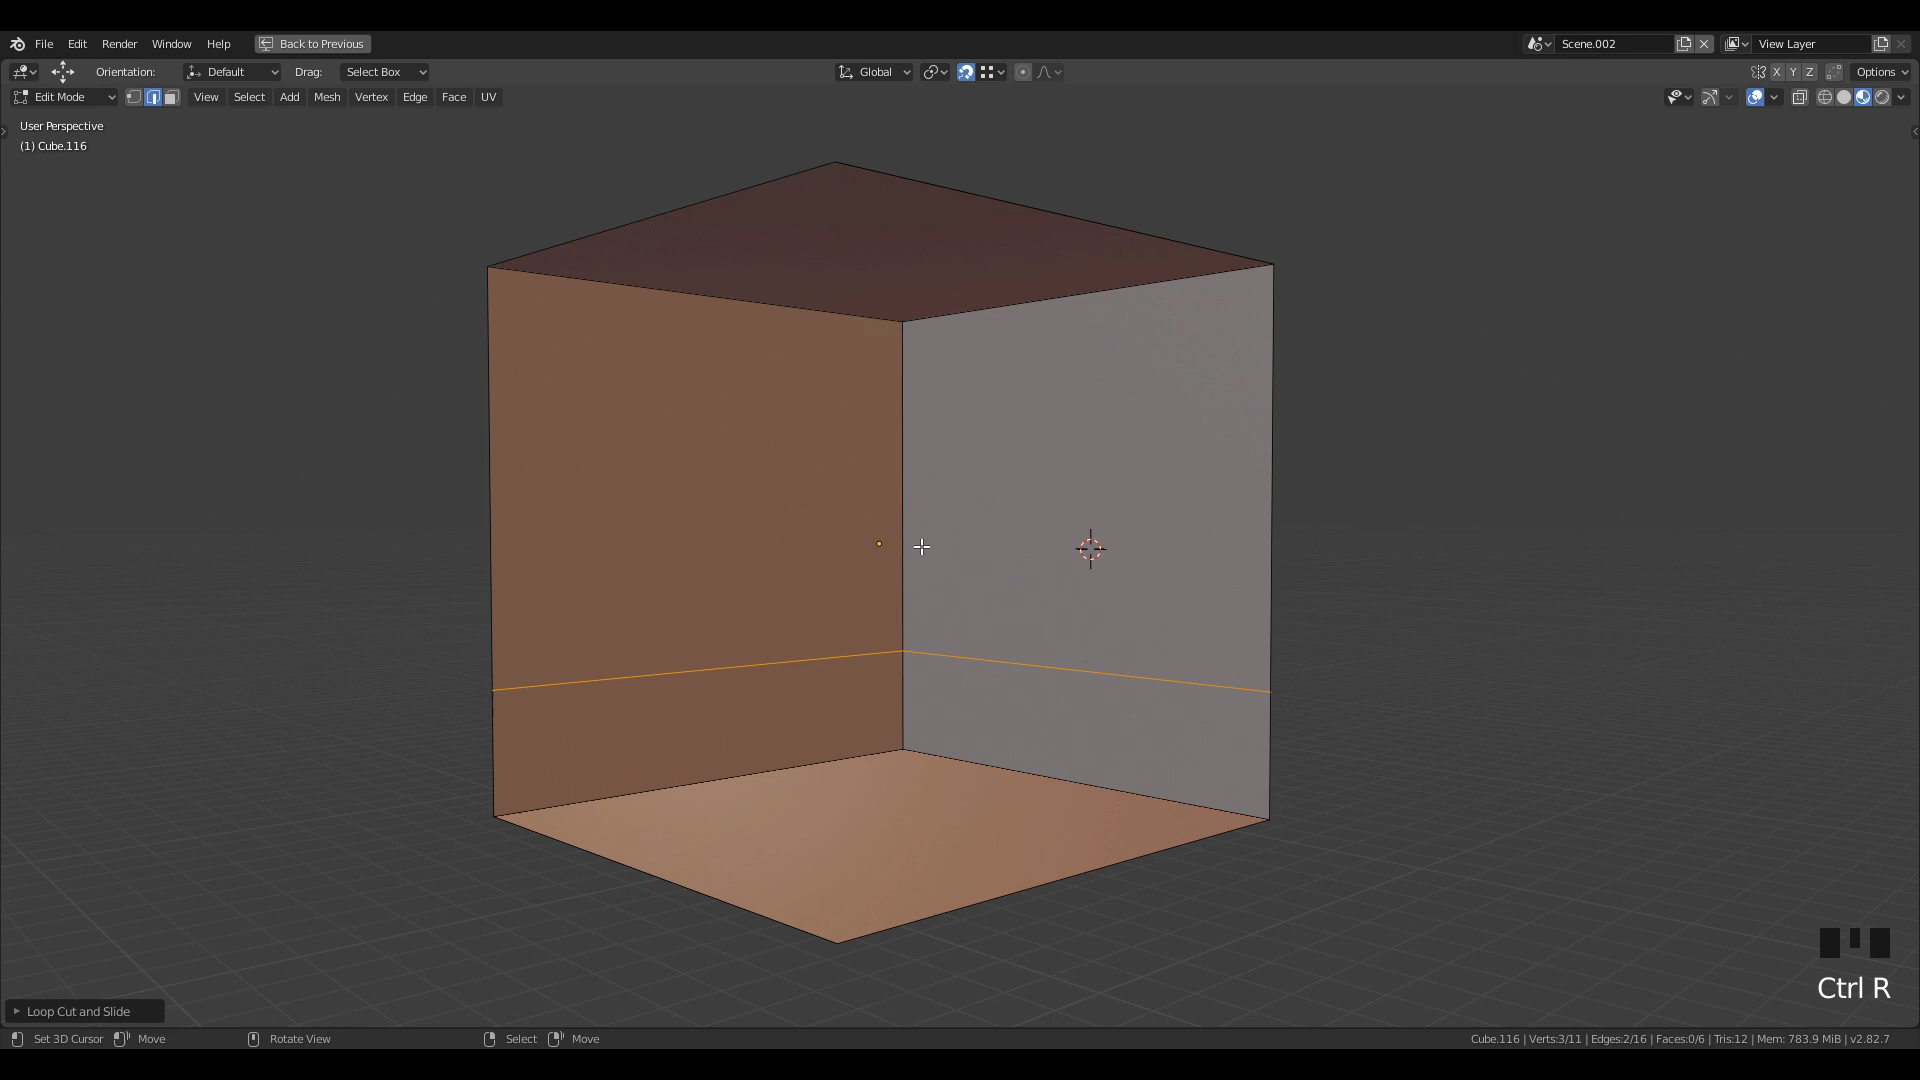 File Edit Render Window Help Back to Previous Scene.002 View Layer
Orientation: Default Drag: Select Box Global X Y Z Options
Edit Mode View Select Add Mesh Vertex Edge Face UV
User Perspective
(1) Cube.116
Ctrl R
Loop Cut and Slide
Set 3D Cursor Move Rotate View Select Move Cube.116 | Verts:3/11 | Edges:2/16 | Faces:0/6 | Tris:12 | Mem: 783.9 MiB | v2.82.7